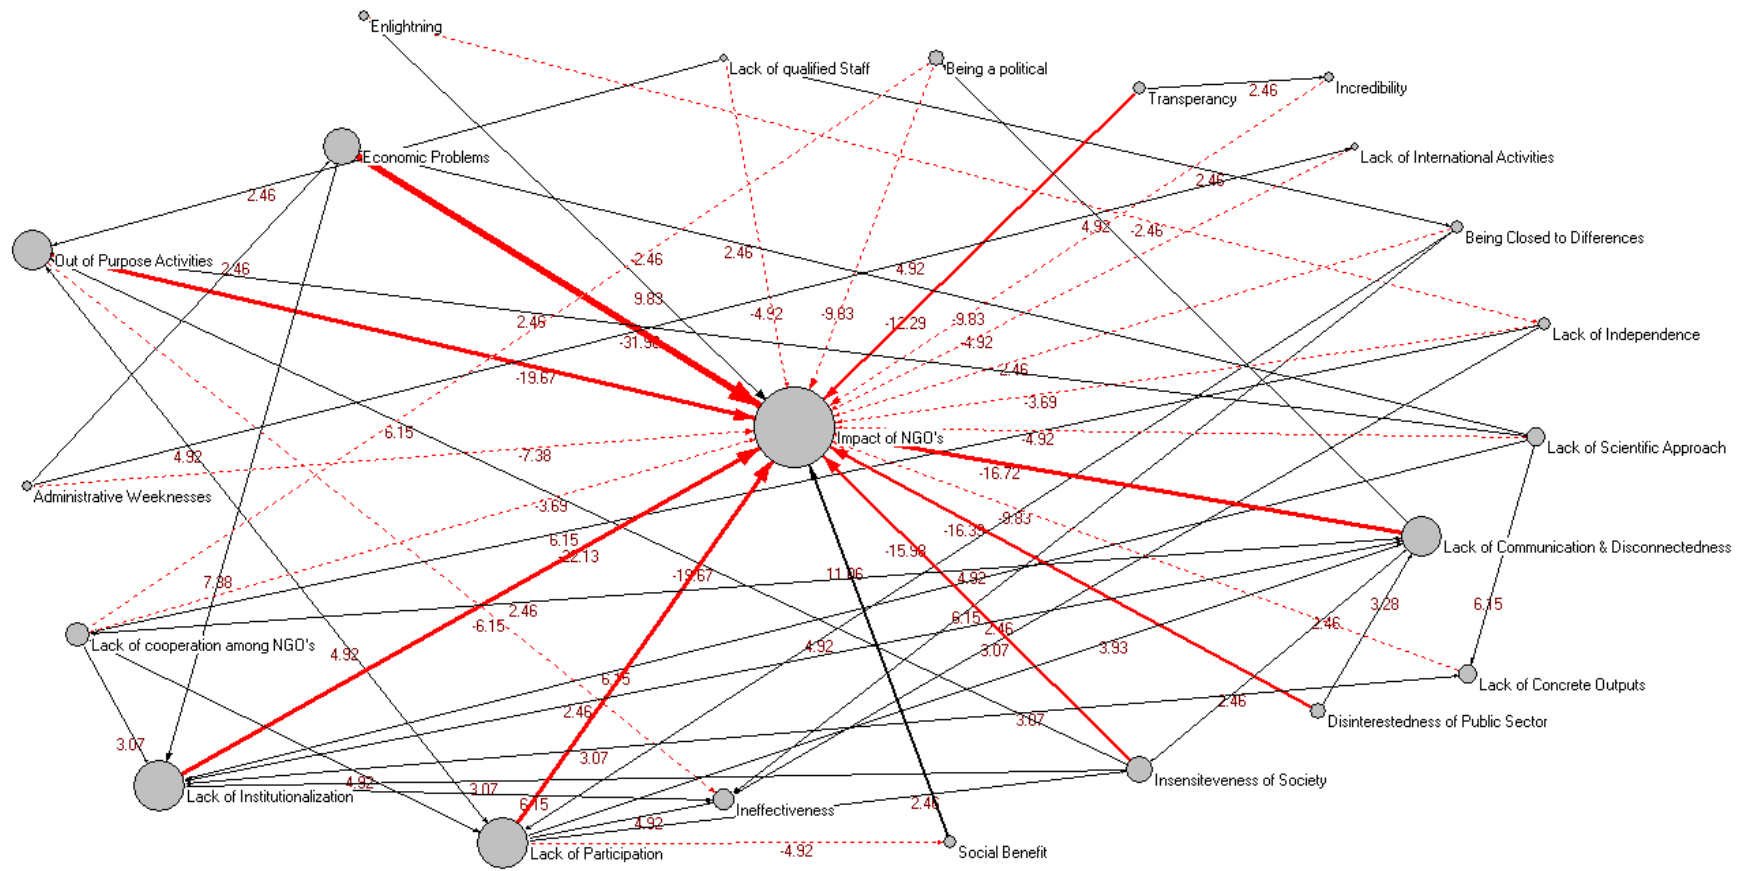 Enlightning
Lack of qualified Staff
Being a political
Incredibility
2.46
Transperancy
Economic Problems
Lack of International Activities
2.46
2.46
4.92
-2.46
Being Closed to Differences
Out of Purpose Activities
2.46
-2.46
2.46
4.92
9.83
-4.92
-9.83
-12.29
-9.83
2.46
-4.92
Lack of Independence
-19.67
-2.46
-3.69
6.15
Impact of NGO's
-4.92
Lack of Scientific Approach
4.92
-7.38
-16.72
Administrative Weaknesses
-3.69
-9.83
-16.39
6.15
-22.13
-15.98
Lack of Communication & Disconnectedness
7.38
-19.67
11.06
4.92
3.28
6.15
2.46
-6.15
6.15
2.46
-2.46
Lack of cooperation among NGO's
4.92
4.92
3.07
3.93
6.15
Lack of Concrete Outputs
2.46
3.07
2.46
Disinterestedness of Public Sector
3.07
3.07
4.92
3.07
Insensiteveness of Society
Lack of Institutionalization
6.15
2.46
Ineffectiveness
4.92
Lack of Participation
-4.92
Social Benefit